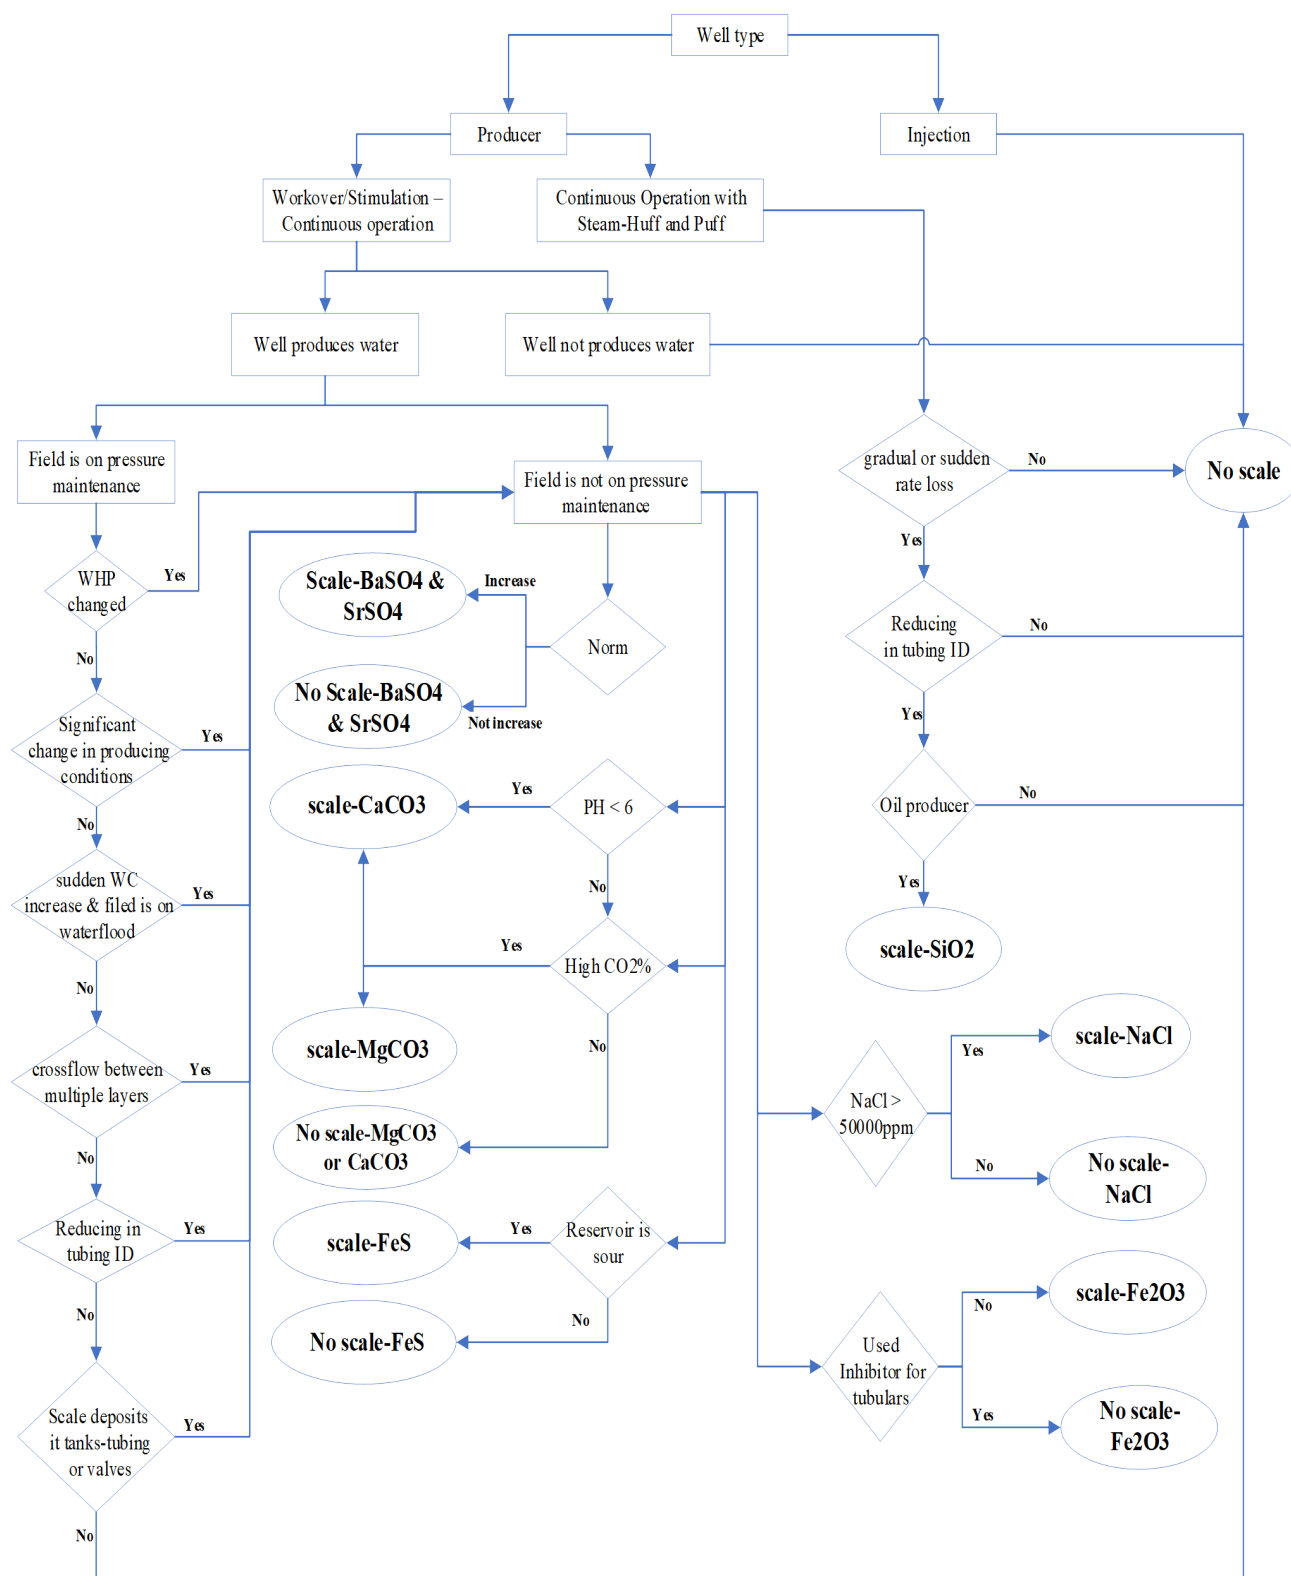 Well type
Producer
Injection
Workover/Stimulation –
Continuous operation
Continuous Operation with
Steam-Huff and Puff
Well produces water
Well not produces water
Field is on pressure
maintenance
Field is not on pressure
maintenance
gradual or sudden
rate loss
No
No scale
Yes
WHP
changed
Yes
No
Scale-BaSO4 &
SrSO4
Increase
Norm
No Scale-BaSO4
& SrSO4
Not increase
Reducing
in tubing ID
No
Yes
Significant
change in producing
conditions
Yes
No
scale-CaCO3
Yes
PH < 6
No
Oil producer
No
Yes
scale-SiO2
sudden WC
increase & filed is on
waterflood
Yes
No
Yes
High CO2%
No
scale-MgCO3
crossflow between
multiple layers
Yes
No
No scale-MgCO3
or CaCO3
NaCl >
50000ppm
Yes
scale-NaCl
No
No scale-
NaCl
Reducing in
tubing ID
Yes
No
scale-FeS
Yes
Reservoir is
sour
No
No scale-FeS
Used
Inhibitor for
tubulars
No
scale-Fe2O3
Yes
No scale-
Fe2O3
Scale deposits
it tanks-tubing
or valves
Yes
No